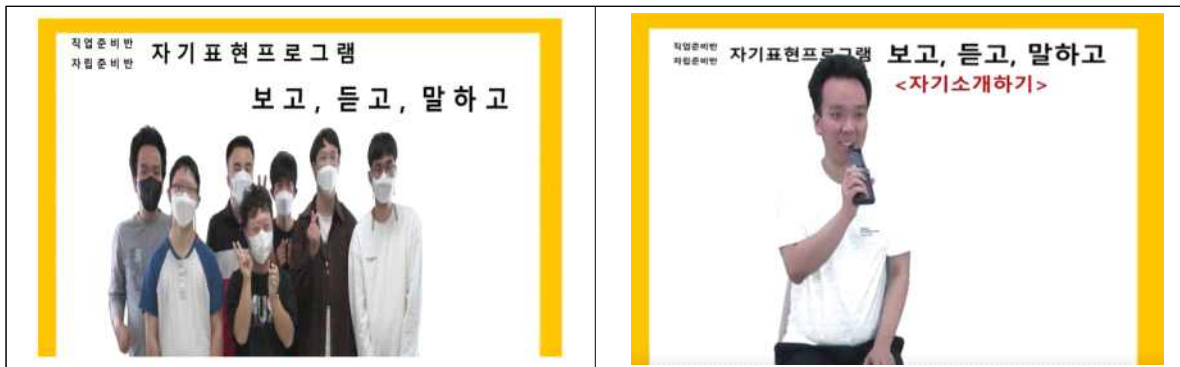 직업준비반
자립준비반
자기표현프로그램
보고, 듣고, 말하고
직업준비반
자립준비반
자기표현프로그램 보고, 듣고, 말하고
<자기소개하기>